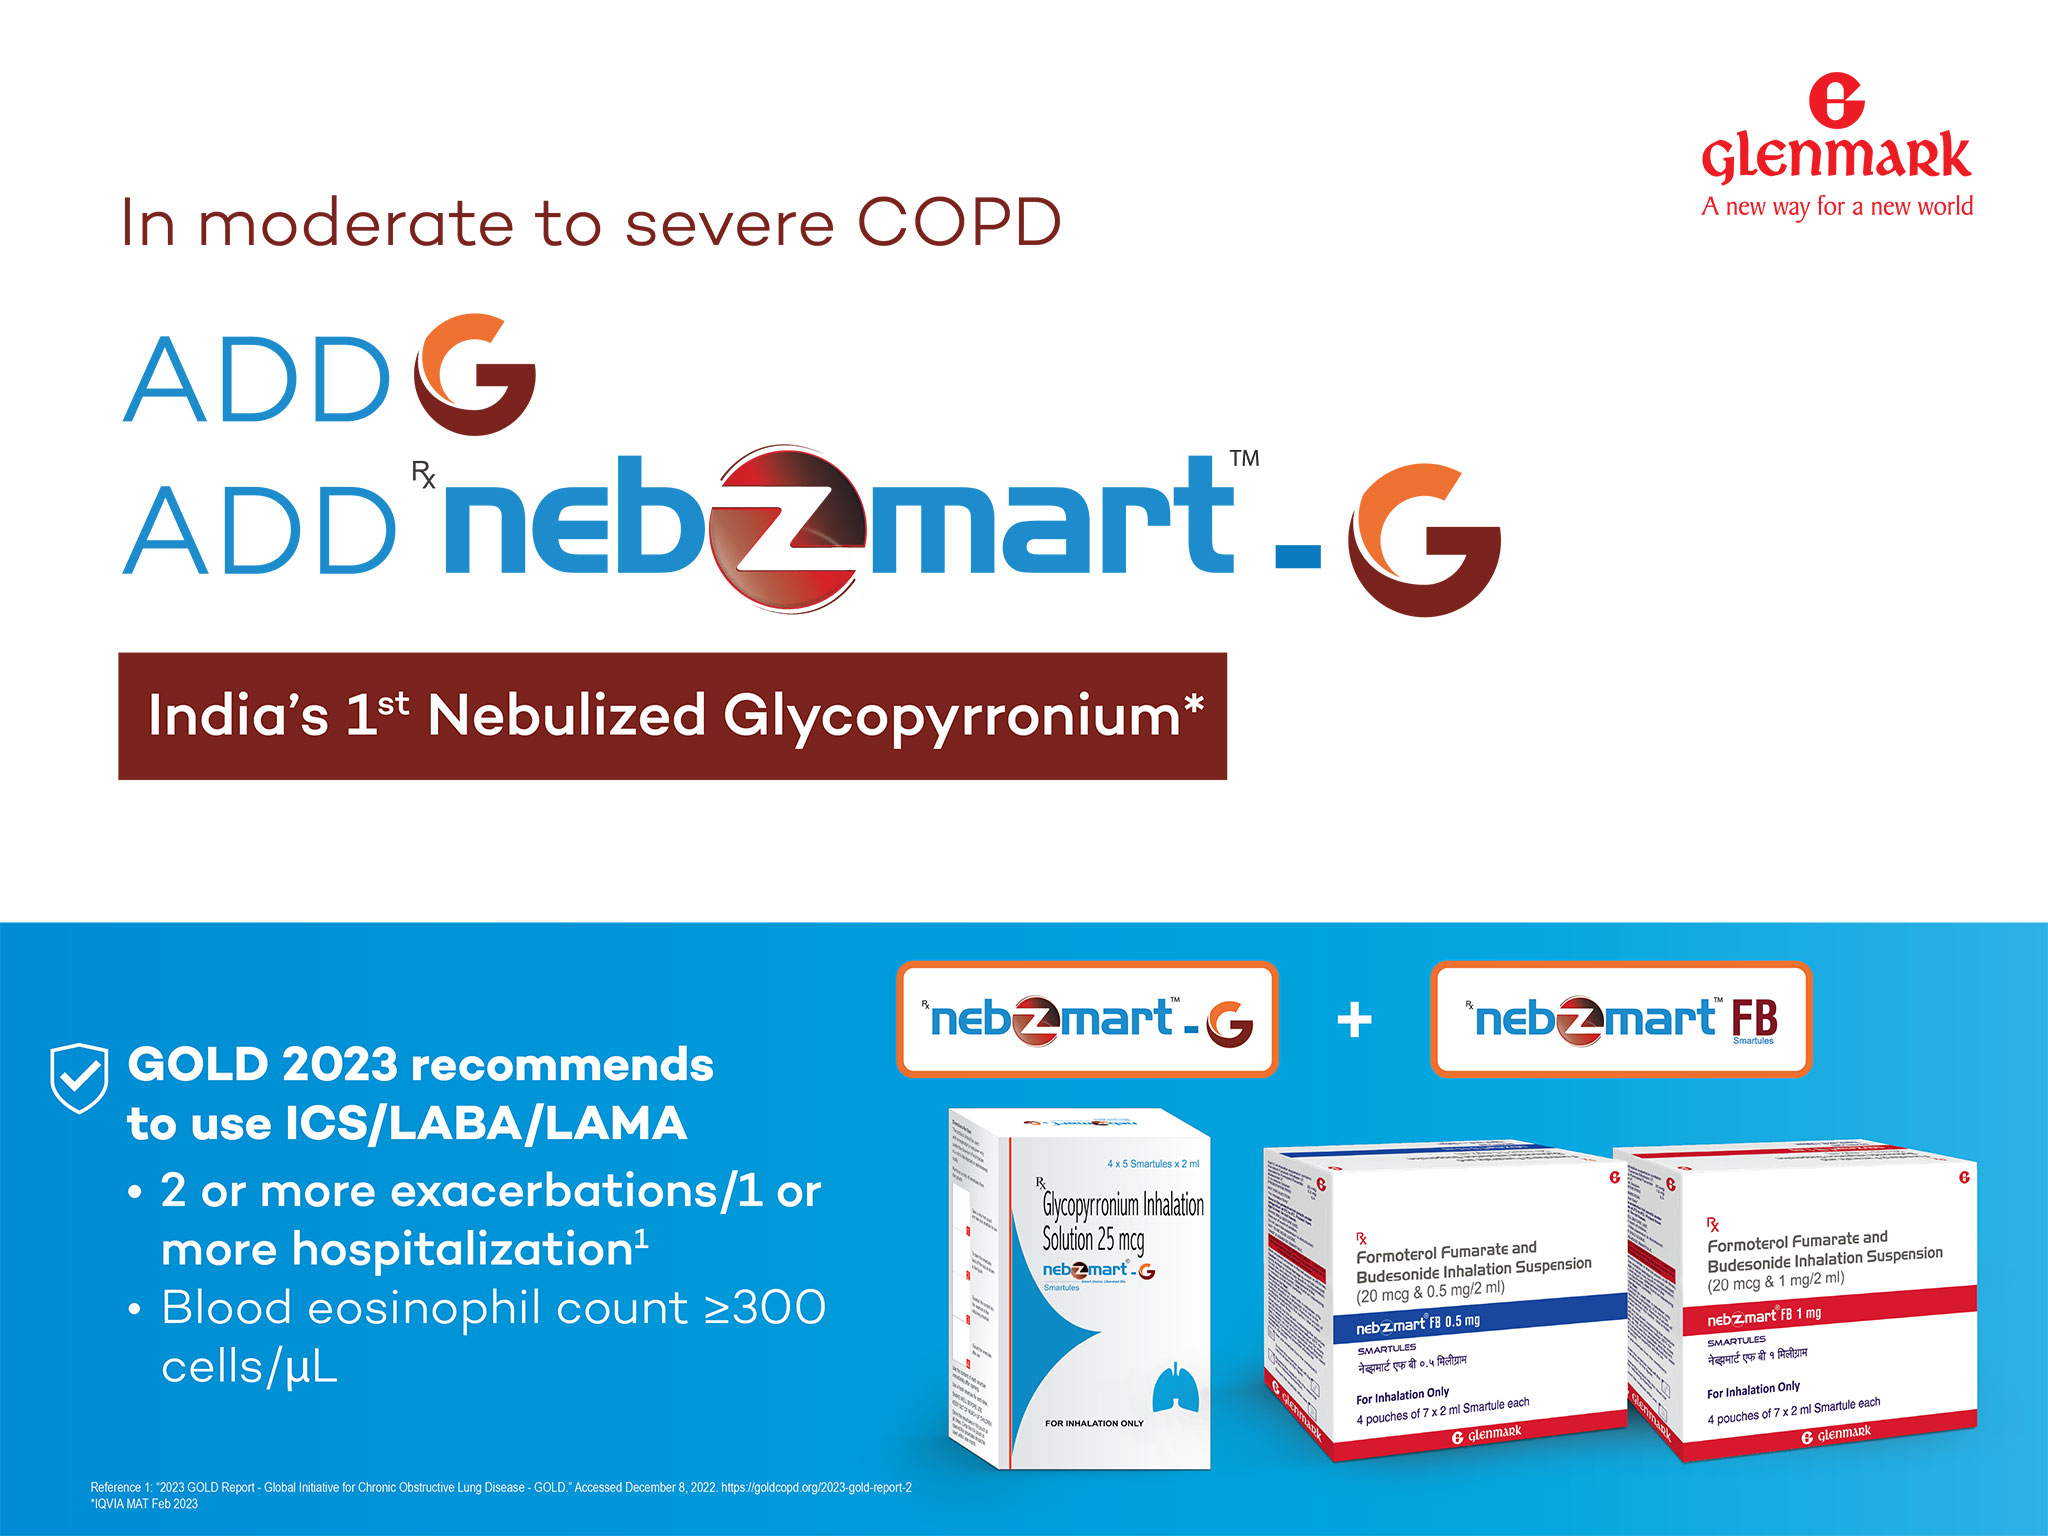 glenmark
A new way for a new world
In moderate to severe COPD
ADD G
ADD Rx nebzmart™-G
India's 1st Nebulized Glycopyrronium*
GOLD 2023 recommends
to use ICS/LABA/LAMA
• 2 or more exacerbations/1 or
more hospitalization¹
• Blood eosinophil count ≥300
cells/µL
Rx nebzmart™-G
+
Rx nebzmart™ FB
Smartules
nebzmart-G
4 x 5 Smartules x 2 ml
Rx
Glycopyrronium Inhalation
Solution 25 mcg
nebzmart®-G
Smartules
FOR INHALATION ONLY
Rx
Formoterol Fumarate and
Budesonide Inhalation Suspension
(20 mcg & 0.5 mg/2 ml)
nebzmart® FB 0.5 mg
SMARTULES
नेब्झमार्ट एफ बी ०.५ मिलीग्राम
For Inhalation Only
4 pouches of 7 x 2 ml Smartule each
glenmark
glenmark
Rx
Formoterol Fumarate and
Budesonide Inhalation Suspension
(20 mcg & 1 mg/2 ml)
nebzmart® FB 1 mg
SMARTULES
नेब्झमार्ट एफ बी १ मिलीग्राम
For Inhalation Only
4 pouches of 7 x 2 ml Smartule each
glenmark
glenmark
Reference 1: “2023 GOLD Report - Global Initiative for Chronic Obstructive Lung Disease - GOLD.” Accessed December 8, 2022. https://goldcopd.org/2023-gold-report-2
*IQVIA MAT Feb 2023